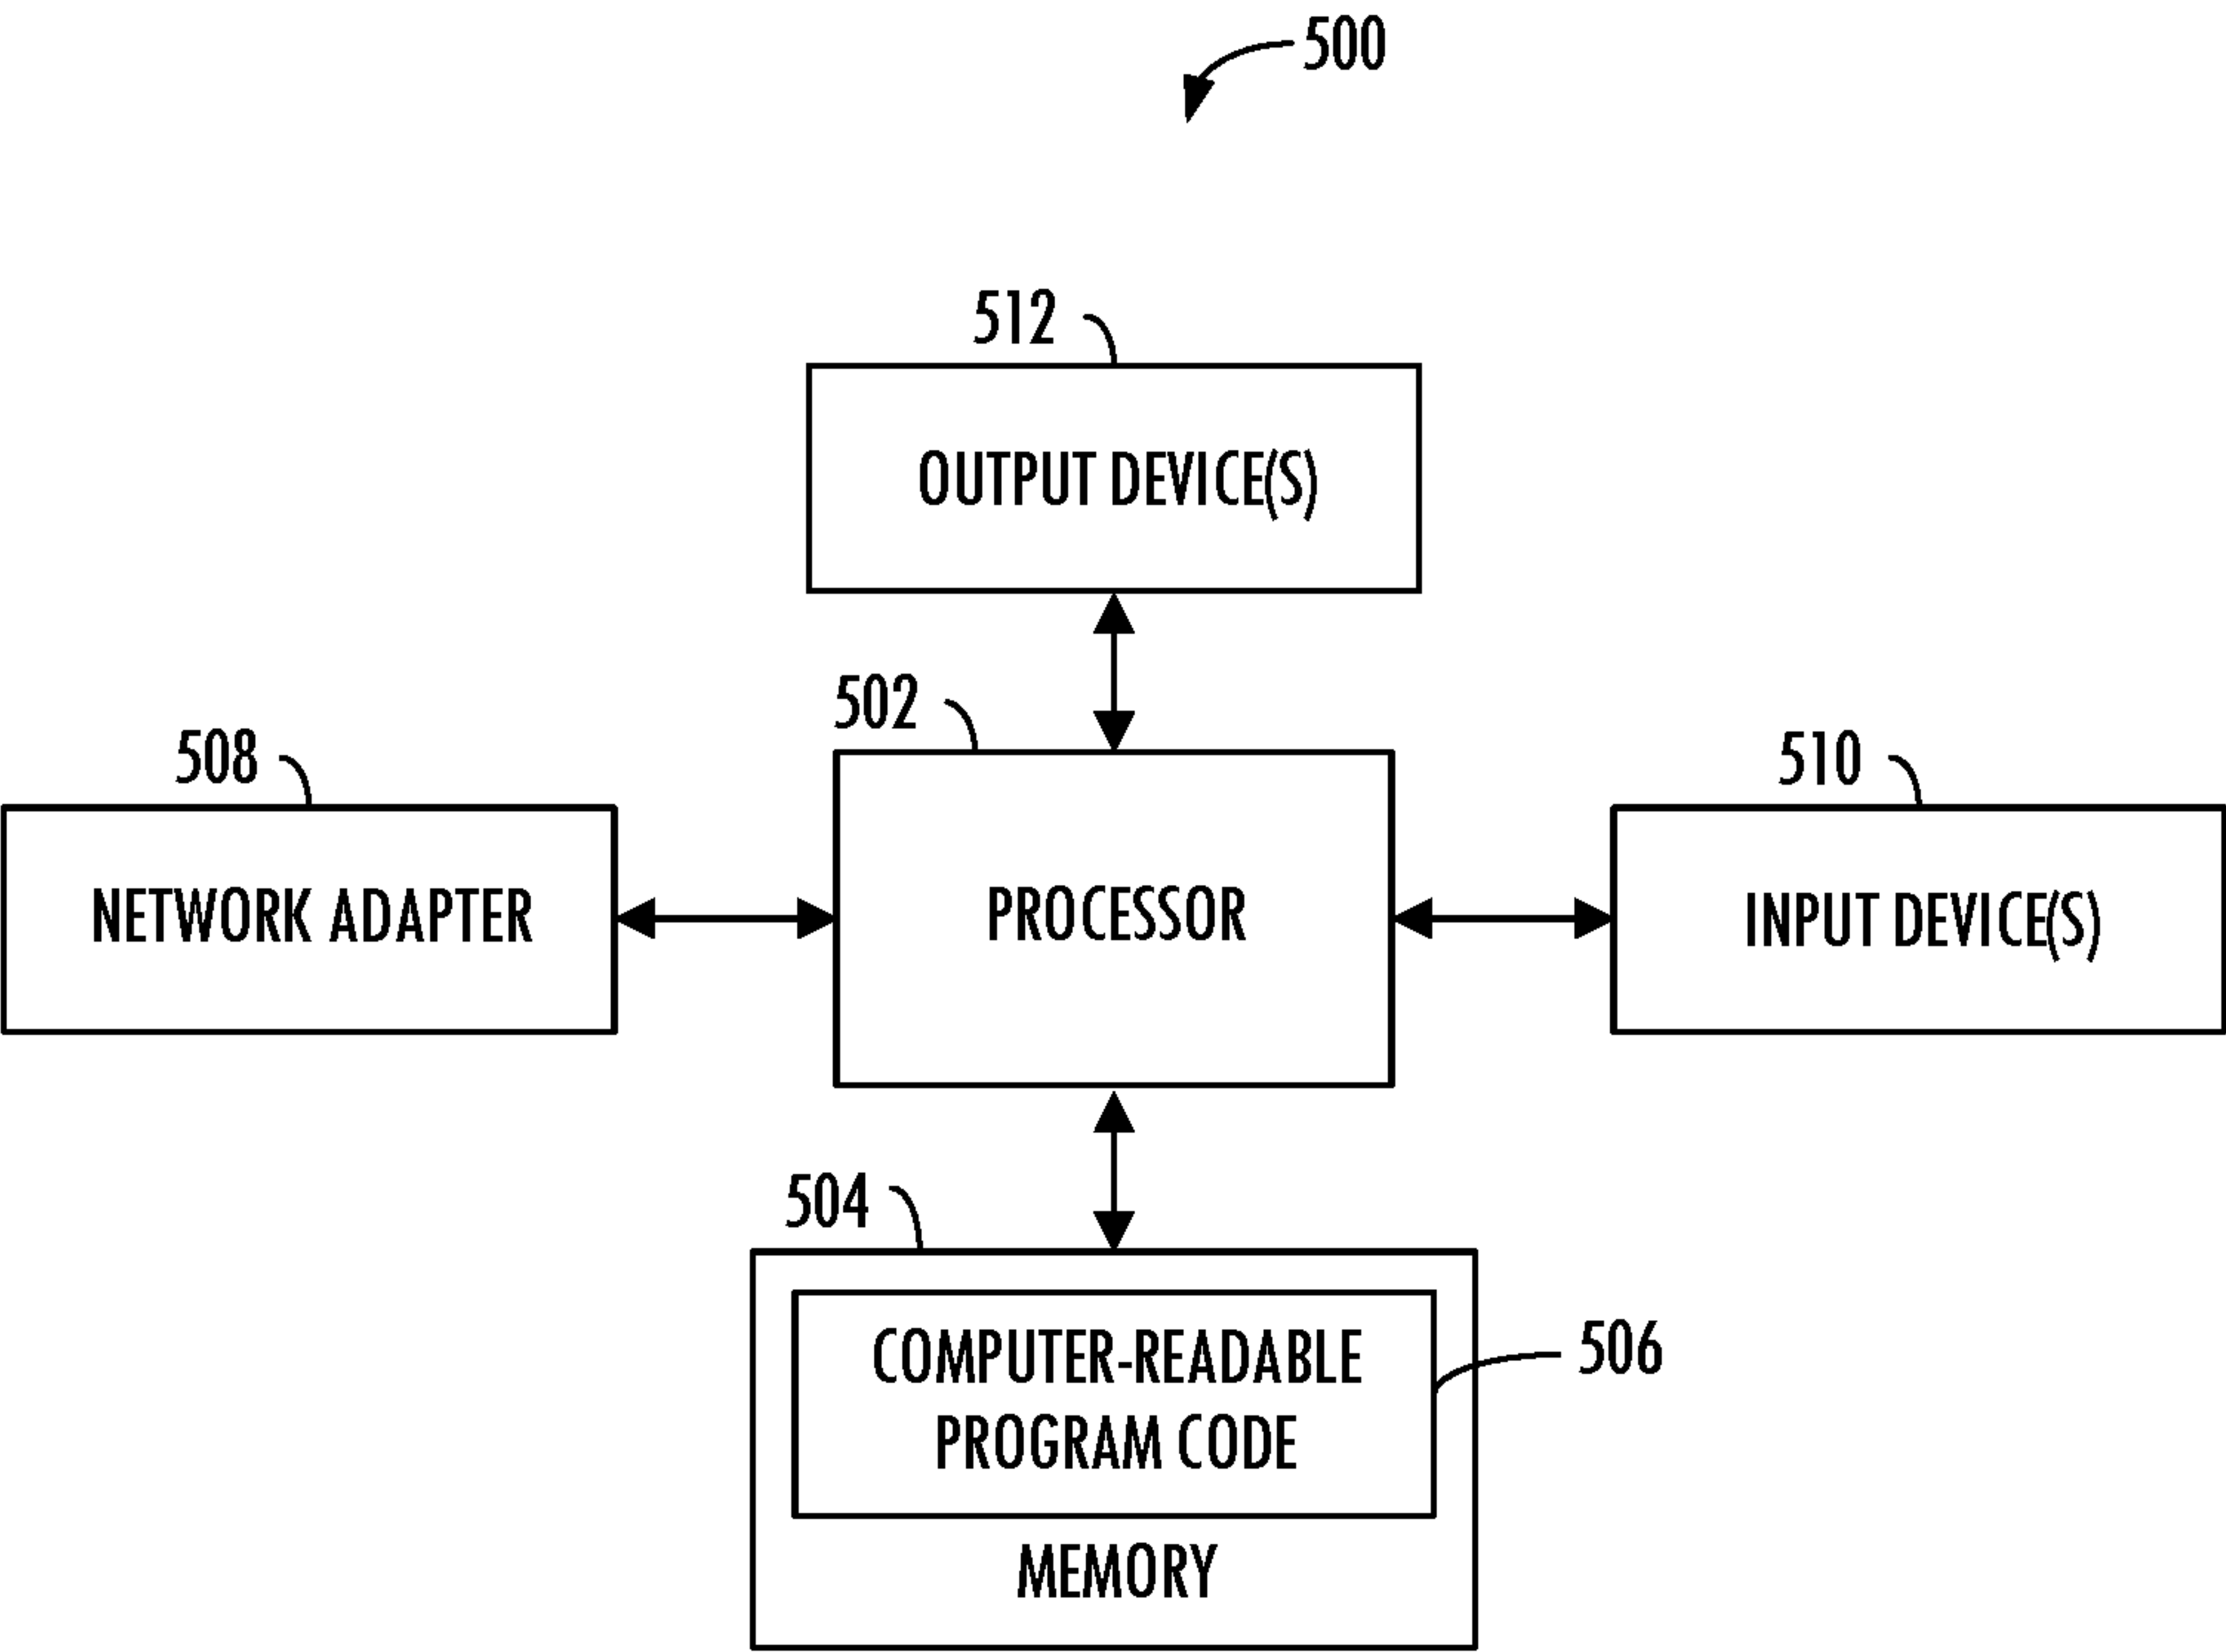 500
512
OUTPUT DEVICE(S)
502
508
510
NETWORK ADAPTER
PROCESSOR
INPUT DEVICE(S)
504
COMPUTER-READABLE
506
PROGRAM CODE
MEMORY